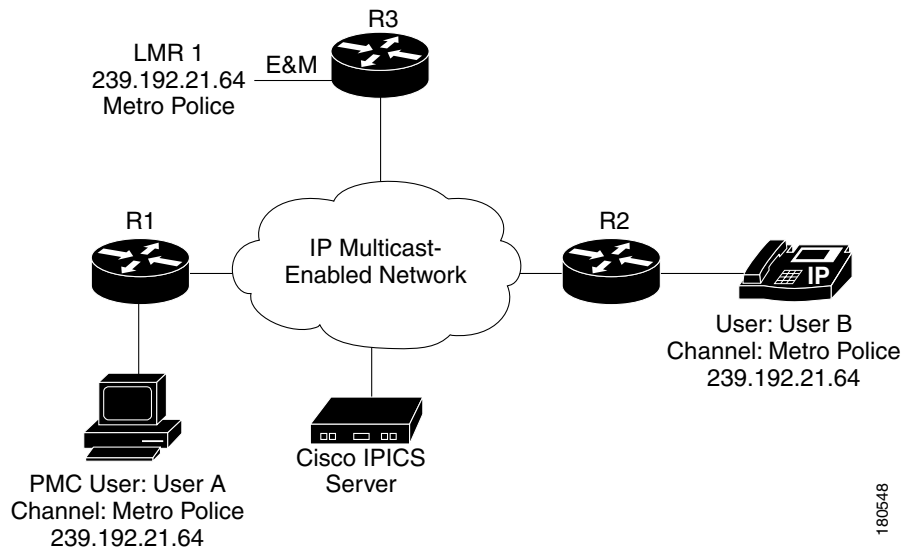 R3
LMR 1
239.192.21.64
Metro Police
E&M
R1
IP Multicast-
Enabled Network
R2
IP
User: User B
Channel: Metro Police
239.192.21.64
Cisco IPICS
Server
PMC User: User A
Channel: Metro Police
239.192.21.64
180548